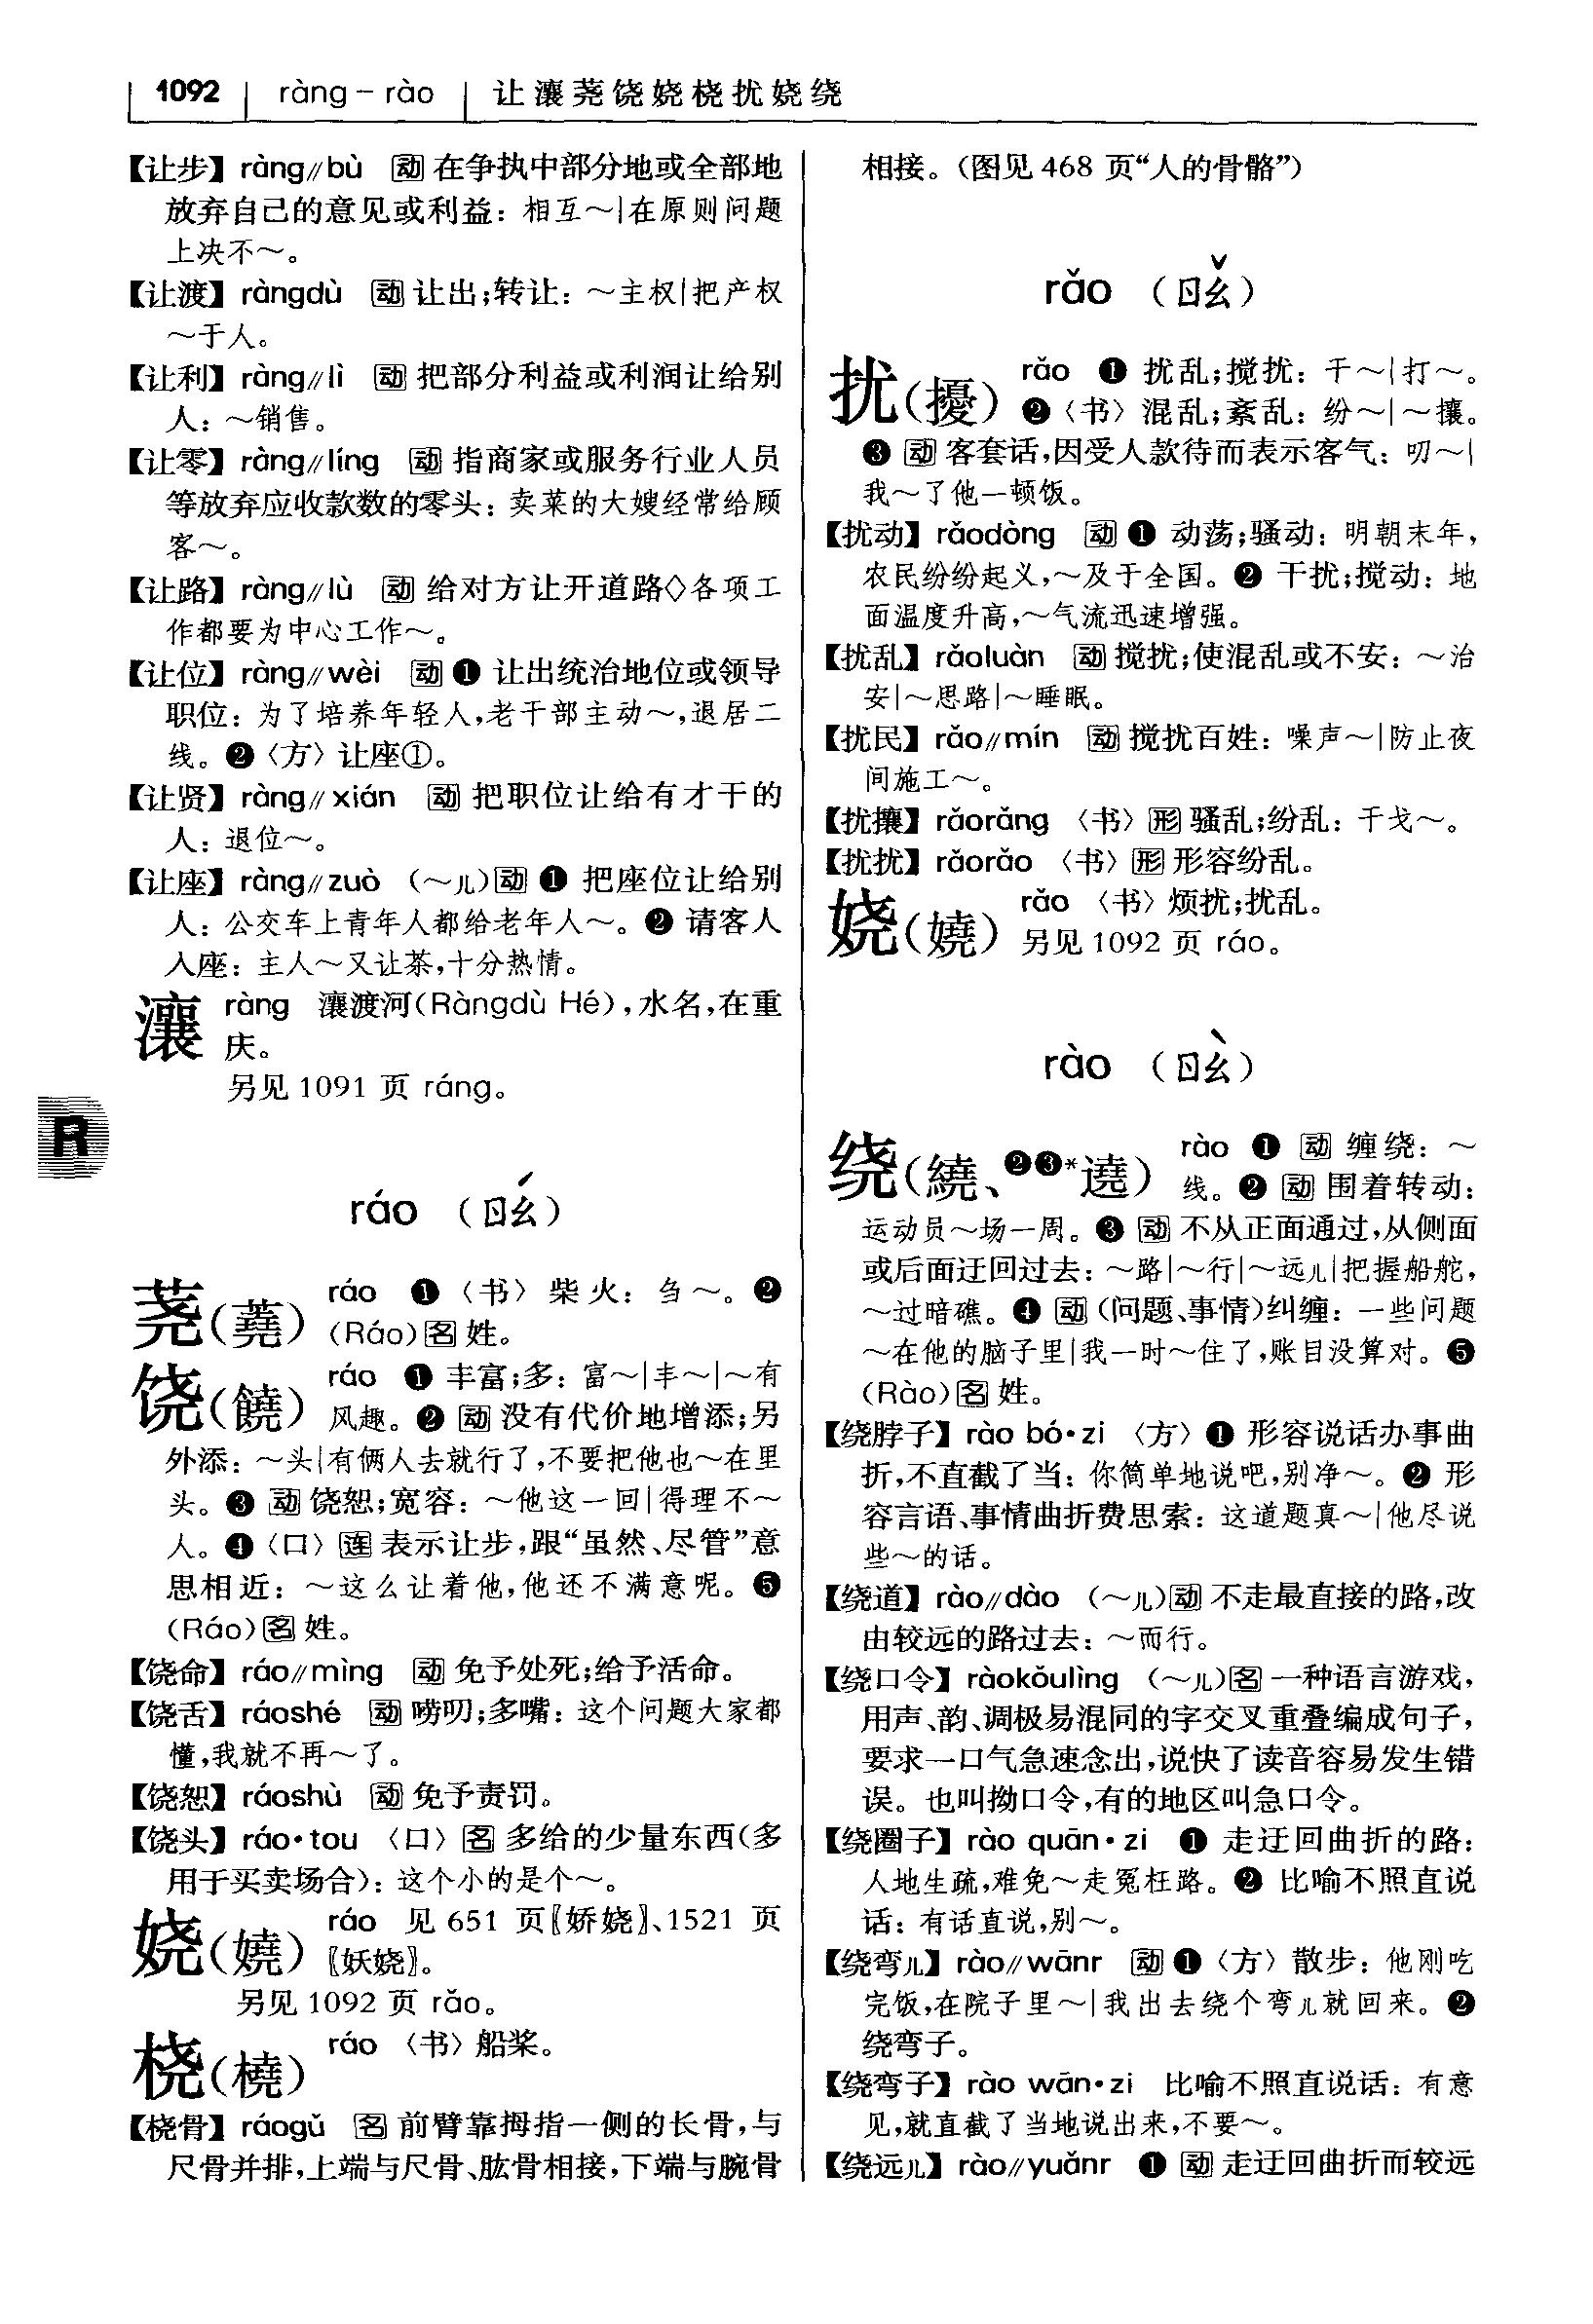 1092 ràng－rào 让瀼荛饶娆桡扰娆绕
【让步】 ràng∥bù 动 在争执中部分地或全部地
放弃自己的意见或利益：相互～|在原则问题
上决不～。
【让渡】 ràngdù 动 让出；转让：～主权|把产权
～于人。
【让利】 ràng∥lì 动 把部分利益或利润让给别
人：～销售。
【让零】 ràng∥líng 动 指商家或服务行业人员
等放弃应收款数的零头：卖菜的大嫂经常给顾
客～。
【让路】 ràng∥lù 动 给对方让开道路◇各项工
作都要为中心工作～。
【让位】 ràng∥wèi 动 ❶ 让出统治地位或领导
职位：为了培养年轻人，老干部主动～，退居二
线。❷〈方〉让座①。
【让贤】 ràng∥xián 动 把职位让给有才干的
人：退位～。
【让座】 ràng∥zuò （～儿）动 ❶ 把座位让给别
人：公交车上青年人都给老年人～。❷ 请客人
入座：主人～又让茶，十分热情。
瀼 ràng 瀼渡河（Ràngdù Hé），水名，在重
庆。
另见1091 页 ráng。
R
ráo （ㄖㄠˊ）
荛（蕘） ráo ❶〈书〉柴火：刍～。❷
（Ráo）名 姓。
饶（饒） ráo ❶ 丰富；多：富～|丰～|～有
风趣。❷ 动 没有代价地增添；另
外添：～头|有俩人去就行了，不要把他也～在里
头。❸ 动 饶恕；宽容：～他这一回|得理不～
人。❹〈口〉连 表示让步，跟“虽然、尽管”意
思相近：～这么让着他，他还不满意呢。❺
（Ráo）名 姓。
【饶命】 ráo∥mìng 动 免予处死；给予活命。
【饶舌】 ráoshé 动 唠叨；多嘴：这个问题大家都
懂，我就不再～了。
【饶恕】 ráoshù 动 免予责罚。
【饶头】 ráo·tou 〈口〉名 多给的少量东西（多
用于买卖场合）：这个小的是个～。
娆（嬈） ráo 见 651 页〖娇娆〗、1521 页
〖妖娆〗。
另见1092 页 rǎo。
桡（橈） ráo 〈书〉船桨。
【桡骨】 ráogǔ 名 前臂靠拇指一侧的长骨，与
尺骨并排，上端与尺骨、肱骨相接，下端与腕骨
相接。（图见 468 页“人的骨骼”）
rǎo （ㄖㄠˇ）
扰（擾） rǎo ❶ 扰乱；搅扰：干～|打～。
❷〈书〉混乱；紊乱：纷～|～攘。
❸ 动 客套话，因受人款待而表示客气：叨～|
我～了他一顿饭。
【扰动】 rǎodòng 动 ❶ 动荡；骚动：明朝末年，
农民纷纷起义，～及于全国。❷ 干扰；搅动：地
面温度升高，～气流迅速增强。
【扰乱】 rǎoluàn 动 搅扰；使混乱或不安：～治
安|～思路|～睡眠。
【扰民】 rǎo∥mín 动 搅扰百姓：噪声～|防止夜
间施工～。
【扰攘】 rǎorǎng 〈书〉形 骚乱；纷乱：干戈～。
【扰扰】 rǎorǎo 〈书〉形 形容纷乱。
娆（嬈） rǎo 〈书〉烦扰；扰乱。
另见1092 页 ráo。
rào （ㄖㄠˋ）
绕（繞、❷❸*遶） rào ❶ 动 缠绕：～
线。❷ 动 围着转动：
运动员～场一周。❸ 动 不从正面通过，从侧面
或后面迂回过去：～路|～行|～远儿|把握船舵，
～过暗礁。❹ 动（问题、事情）纠缠：一些问题
～在他的脑子里|我一时～住了，账目没算对。❺
（Rào）名 姓。
【绕脖子】 rào bó·zi 〈方〉❶ 形容说话办事曲
折，不直截了当：你简单地说吧，别净～。❷ 形
容言语、事情曲折费思索：这道题真～|他尽说
些～的话。
【绕道】 rào∥dào （～儿）动 不走最直接的路，改
由较远的路过去：～而行。
【绕口令】 ràokǒulìng （～儿）名 一种语言游戏，
用声、韵、调极易混同的字交叉重叠编成句子，
要求一口气急速念出，说快了读音容易发生错
误。也叫拗口令，有的地区叫急口令。
【绕圈子】 rào quān·zi ❶ 走迂回曲折的路：
人地生疏，难免～走冤枉路。❷ 比喻不照直说
话：有话直说，别～。
【绕弯儿】 rào∥wānr 动 ❶〈方〉散步：他刚吃
完饭，在院子里～|我出去绕个弯儿就回来。❷
绕弯子。
【绕弯子】 rào wān·zi 比喻不照直说话：有意
见，就直截了当地说出来，不要～。
【绕远儿】 rào∥yuǎnr ❶ 动 走迂回曲折而较远